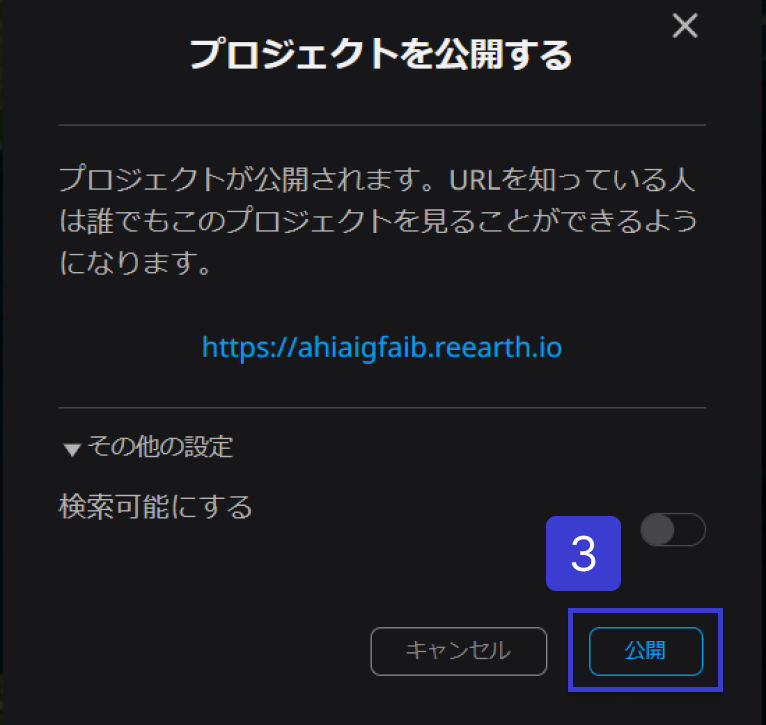 プロジェクトを公開する
プロジェクトが公開されます。URLを知っている人
は誰でもこのプロジェクトを見ることができるよう
になります。
https://ahiaigfaib.reearth.io
▼その他の設定
検索可能にする
3
キャンセル
公開